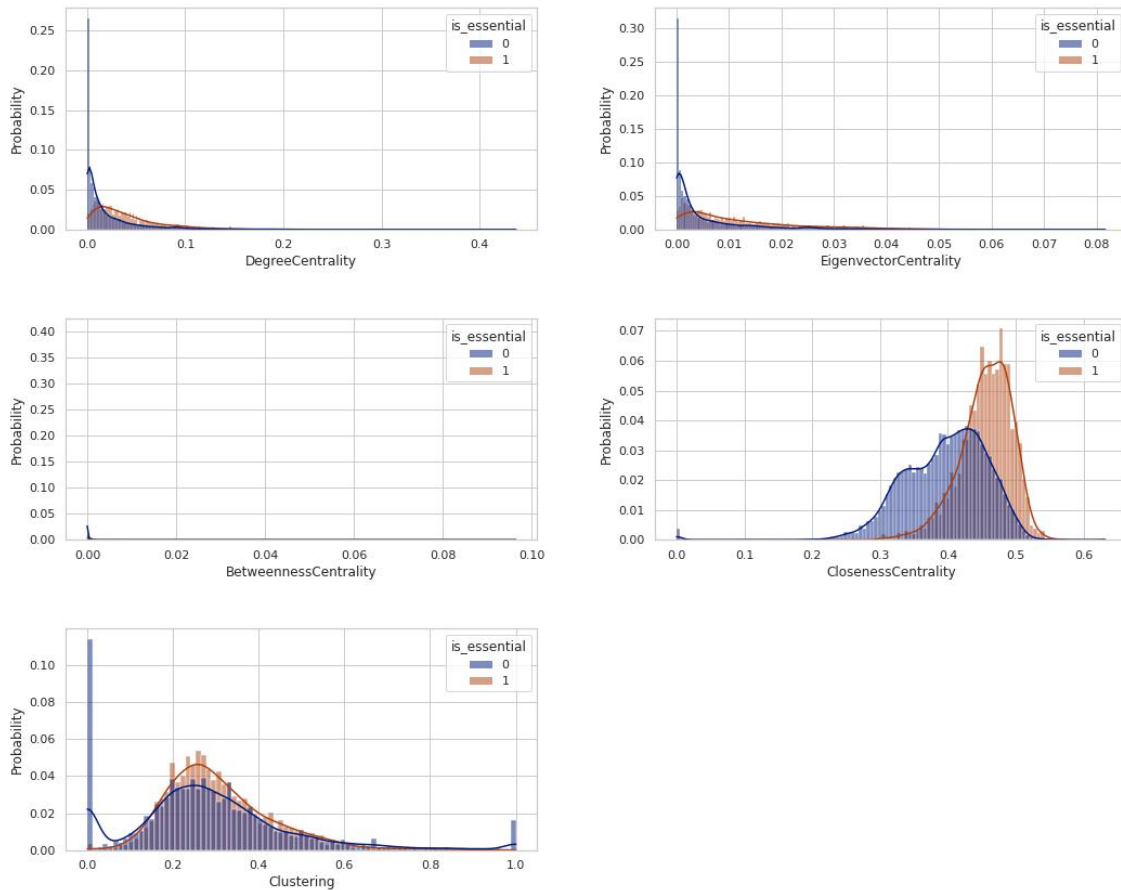 is_essential
0
1
0.25
0.20
0.15
0.10
0.05
0.00
Probability
0.0 0.1 0.2 0.3 0.4
DegreeCentrality
is_essential
0
1
0.30
0.25
0.20
0.15
0.10
0.05
0.00
Probability
0.00 0.01 0.02 0.03 0.04 0.05 0.06 0.07 0.08
EigenvectorCentrality
is_essential
0
1
0.40
0.35
0.30
0.25
0.20
0.15
0.10
0.05
0.00
Probability
0.00 0.02 0.04 0.06 0.08 0.10
BetweennessCentrality
is_essential
0
1
0.07
0.06
0.05
0.04
0.03
0.02
0.01
0.00
Probability
0.0 0.1 0.2 0.3 0.4 0.5 0.6
ClosenessCentrality
is_essential
0
1
0.10
0.08
0.06
0.04
0.02
0.00
Probability
0.0 0.2 0.4 0.6 0.8 1.0
Clustering